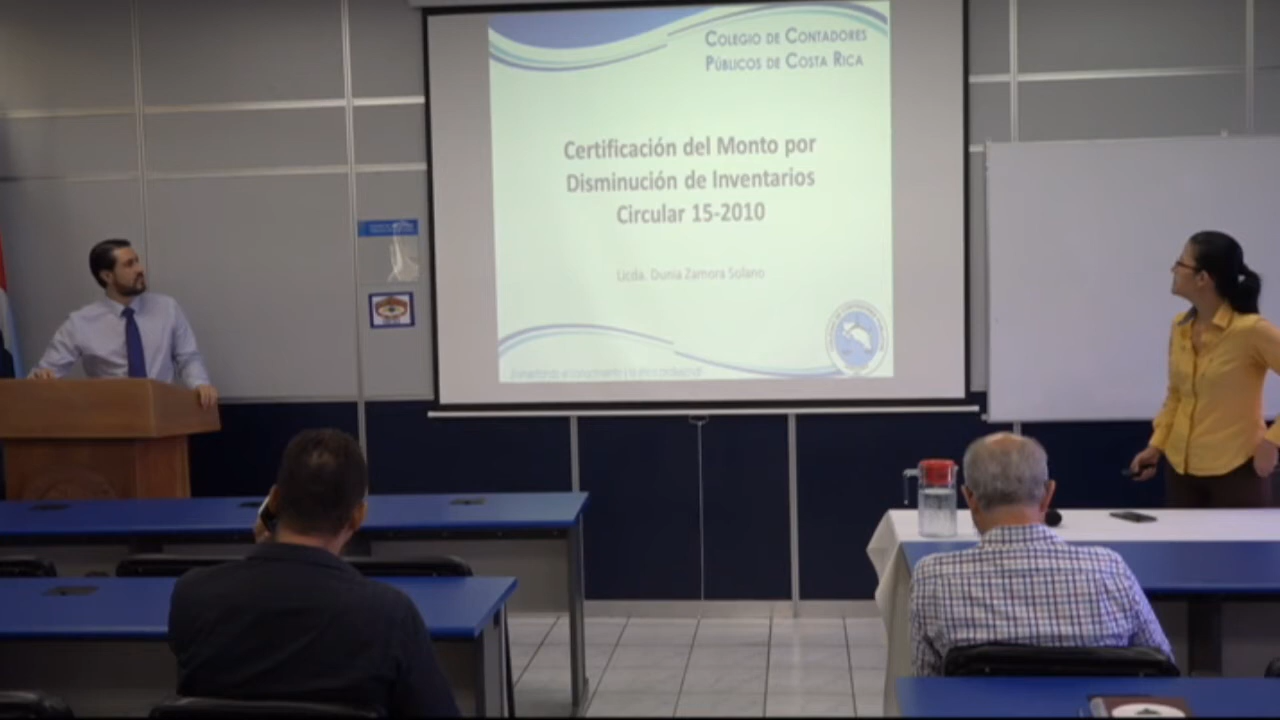 COLEGIO DE CONTADORES
PÚBLICOS DE COSTA RICA
Certificación del Monto por
Disminución de Inventarios
Circular 15-2010
Licda. Dunia Zamora Solano